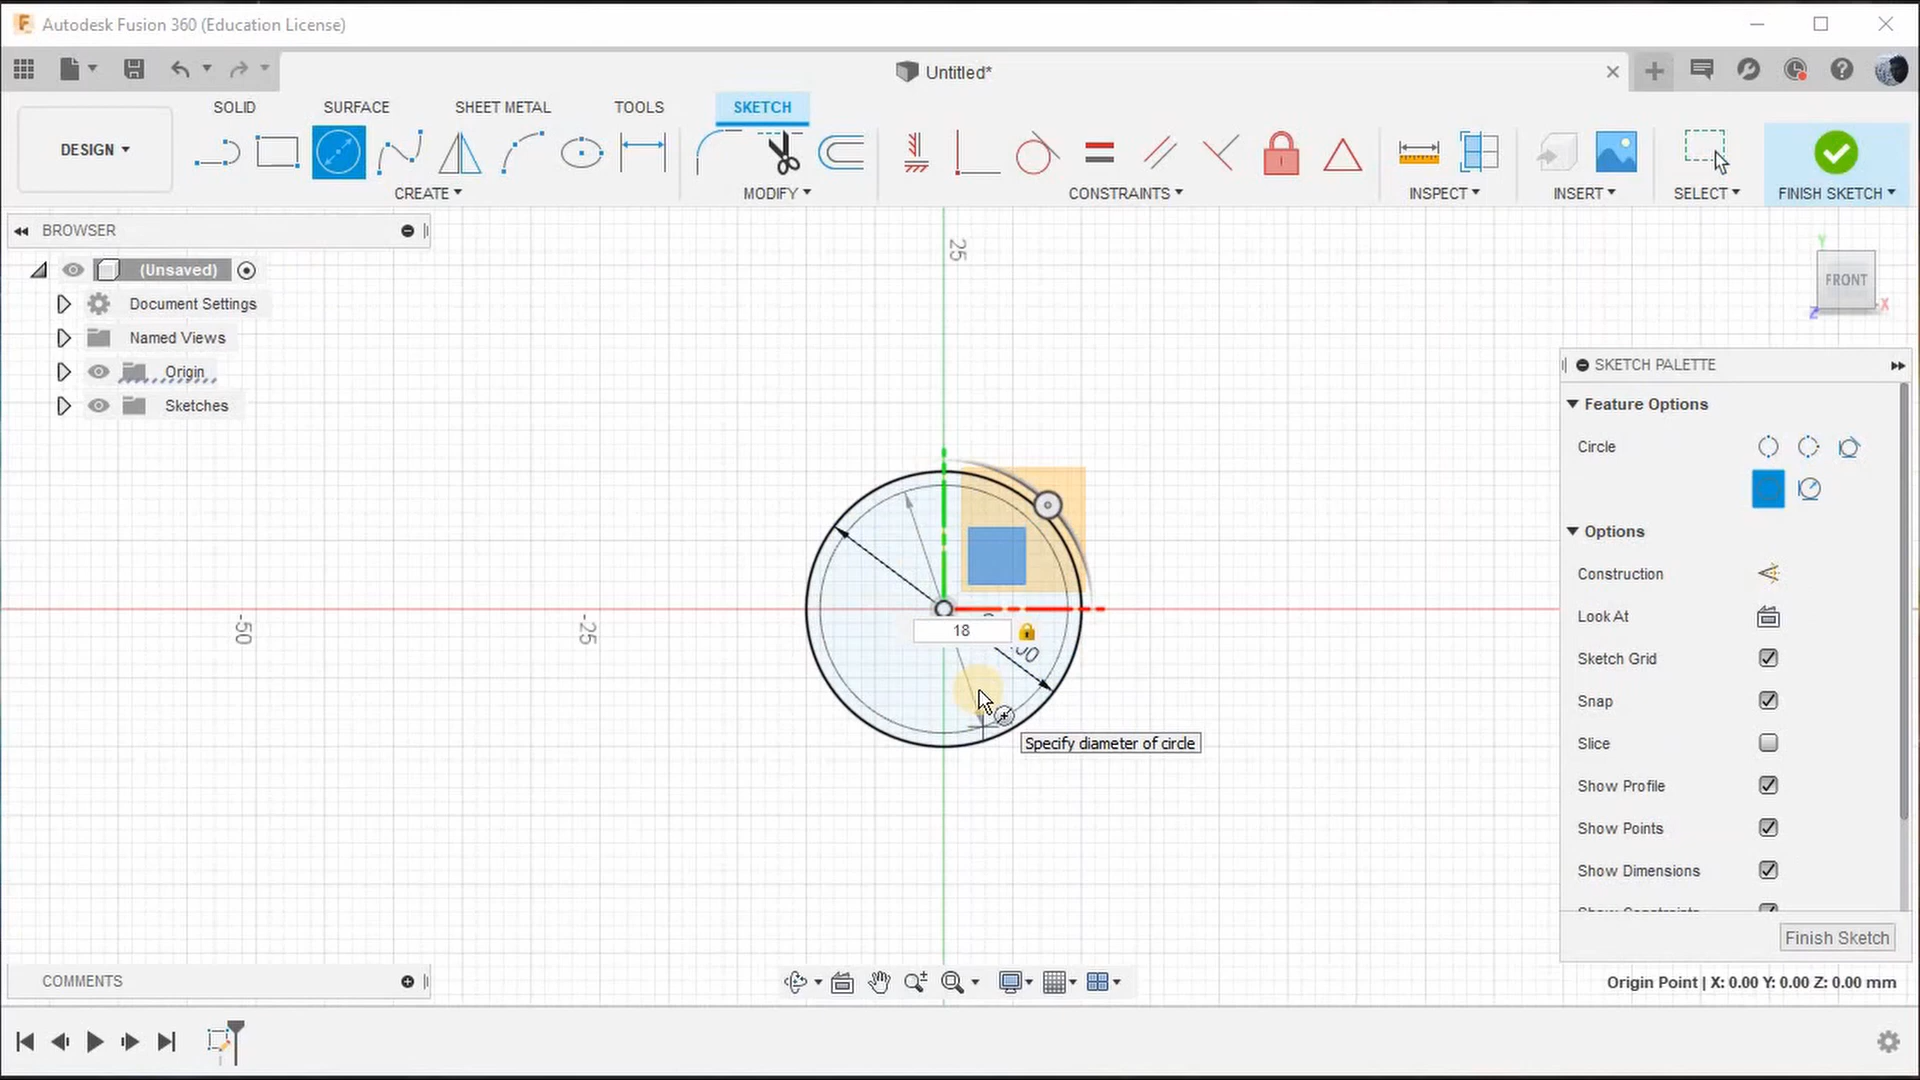 Autodesk Fusion 360 (Education License)
Untitled*
SOLID SURFACE SHEET METAL TOOLS SKETCH
DESIGN
CREATE MODIFY CONSTRAINTS INSPECT INSERT SELECT FINISH SKETCH
BROWSER
(Unsaved)
Document Settings
Named Views
Origin
Sketches
25
-50
-25
18
Specify diameter of circle
Y
FRONT
X
Z
SKETCH PALETTE
Feature Options
Circle
Options
Construction
Look At
Sketch Grid
Snap
Slice
Show Profile
Show Points
Show Dimensions
Finish Sketch
COMMENTS
Origin Point | X: 0.00 Y: 0.00 Z: 0.00 mm